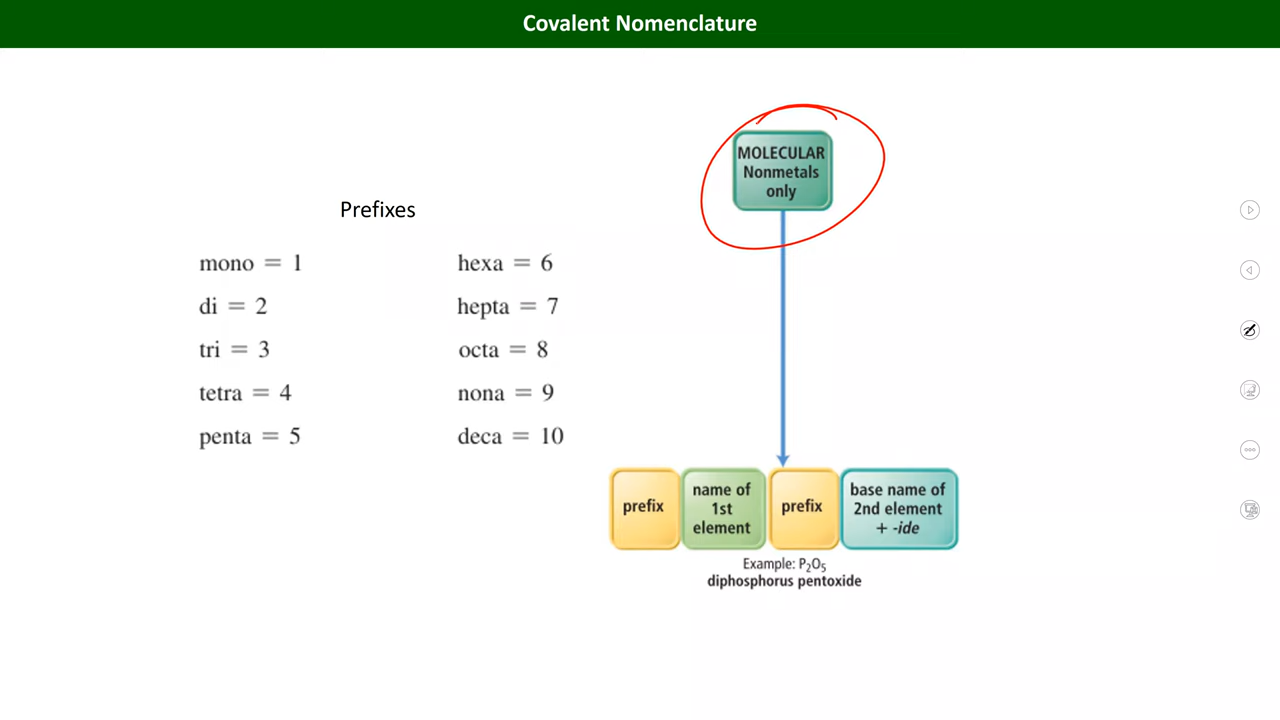 Covalent Nomenclature
MOLECULAR
Nonmetals
only
Prefixes
mono = 1
hexa = 6
di = 2
hepta = 7
tri = 3
octa = 8
tetra = 4
nona = 9
penta = 5
deca = 10
prefix
name of
1st
element
prefix
base name of
2nd element
+ -ide
Example: P₂O₅
diphosphorus pentoxide